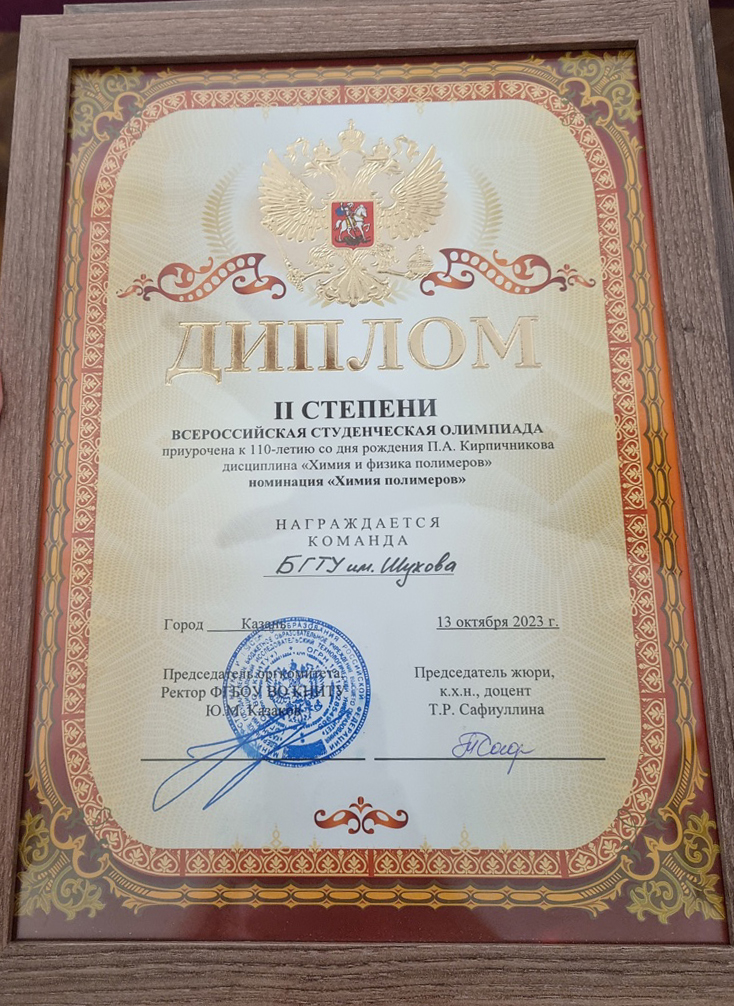 ДИПЛОМ
II СТЕПЕНИ
ВСЕРОССИЙСКАЯ СТУДЕНЧЕСКАЯ ОЛИМПИАДА
приурочена к 110-летию со дня рождения П.А. Кирпичникова
дисциплина «Химия и физика полимеров»
номинация «Химия полимеров»
НАГРАЖДАЕТСЯ
КОМАНДА
БГТУ им. Шухова
Город Казань 13 октября 2023 г.
Председатель оргкомитета,
Ректор ФГБОУ ВО КНИТУ
Ю.М. Казаков
Председатель жюри,
к.х.н., доцент
Т.Р. Сафиуллина